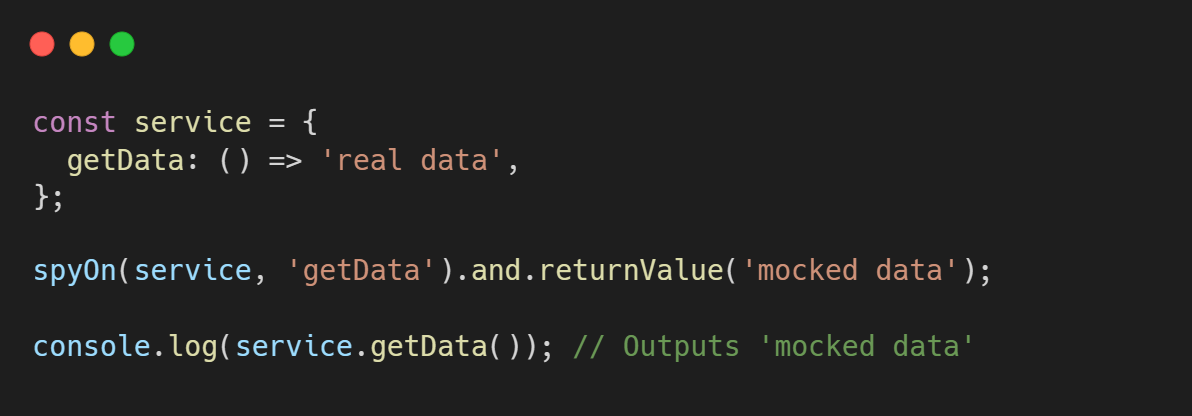 const service = {
  getData: () => 'real data',
};
spyOn(service, 'getData').and.returnValue('mocked data');
console.log(service.getData()); // Outputs 'mocked data'